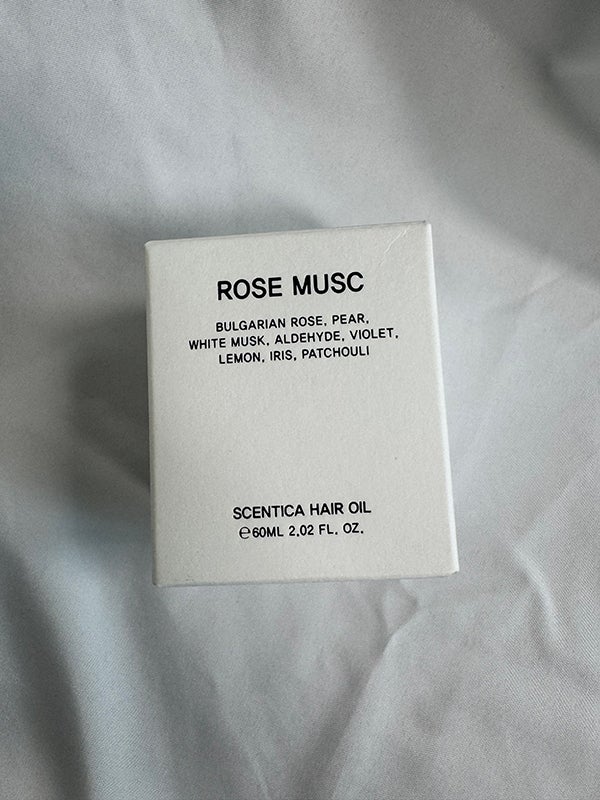 ROSE MUSC
BULGARIAN ROSE, PEAR,
WHITE MUSK, ALDEHYDE, VIOLET,
LEMON, IRIS, PATCHOULI
SCENTICA HAIR OIL
℮60ML 2.02 FL. OZ.